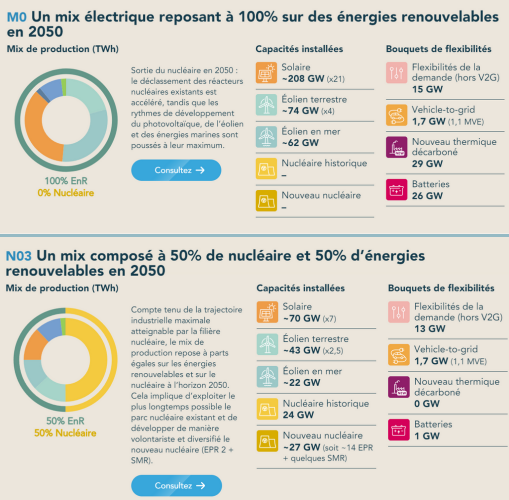 M0 Un mix électrique reposant à 100% sur des énergies renouvelables
en 2050
Mix de production (TWh)
100% EnR
0% Nucléaire
Sortie du nucléaire en 2050 :
le déclassement des réacteurs
nucléaires existants est
accéléré, tandis que les
rythmes de développement
du photovoltaïque, de l'éolien
et des énergies marines sont
poussés à leur maximum.
Consultez →
Capacités installées
Solaire
~208 GW (x21)
Éolien terrestre
~74 GW (x4)
Éolien en mer
~62 GW
Nucléaire historique
–
Nouveau nucléaire
–
Bouquets de flexibilités
Flexibilités de la
demande (hors V2G)
15 GW
Vehicle-to-grid
1,7 GW (1,1 MVE)
Nouveau thermique
décarboné
29 GW
Batteries
26 GW
N03 Un mix composé à 50% de nucléaire et 50% d'énergies
renouvelables en 2050
Mix de production (TWh)
50% EnR
50% Nucléaire
Compte tenu de la trajectoire
industrielle maximale
atteignable par la filière
nucléaire, le mix de
production repose à parts
égales sur les énergies
renouvelables et sur le
nucléaire à l'horizon 2050.
Cela implique d'exploiter le
plus longtemps possible le
parc nucléaire existant et de
développer de manière
volontariste et diversifié le
nouveau nucléaire (EPR 2 +
SMR).
Consultez →
Capacités installées
Solaire
~70 GW (x7)
Éolien terrestre
~43 GW (x2,5)
Éolien en mer
~22 GW
Nucléaire historique
24 GW
Nouveau nucléaire
~27 GW (soit ~14 EPR
+ quelques SMR)
Bouquets de flexibilités
Flexibilités de la
demande (hors V2G)
13 GW
Vehicle-to-grid
1,7 GW (1,1 MVE)
Nouveau thermique
décarboné
0 GW
Batteries
1 GW